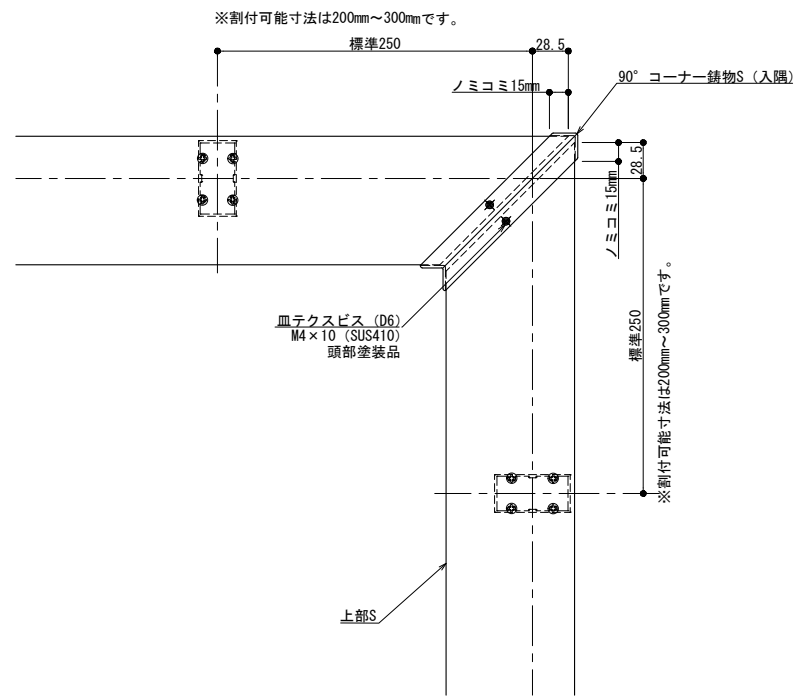 ※割付可能寸法は200mm～300mmです。
標準250
28.5
ノミコミ15mm
90° コーナー鋳物S (入隅)
28.5
ノミコミ15mm
標準250
※割付可能寸法は200mm～300mmです。
皿テクスビス (D6)
M4×10 (SUS410)
頭部塗装品
上部S